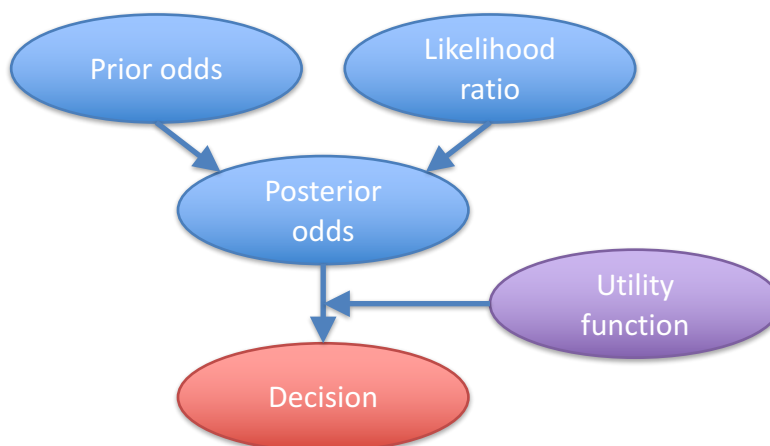 Prior odds
Likelihood
ratio
Posterior
odds
Utility
function
Decision